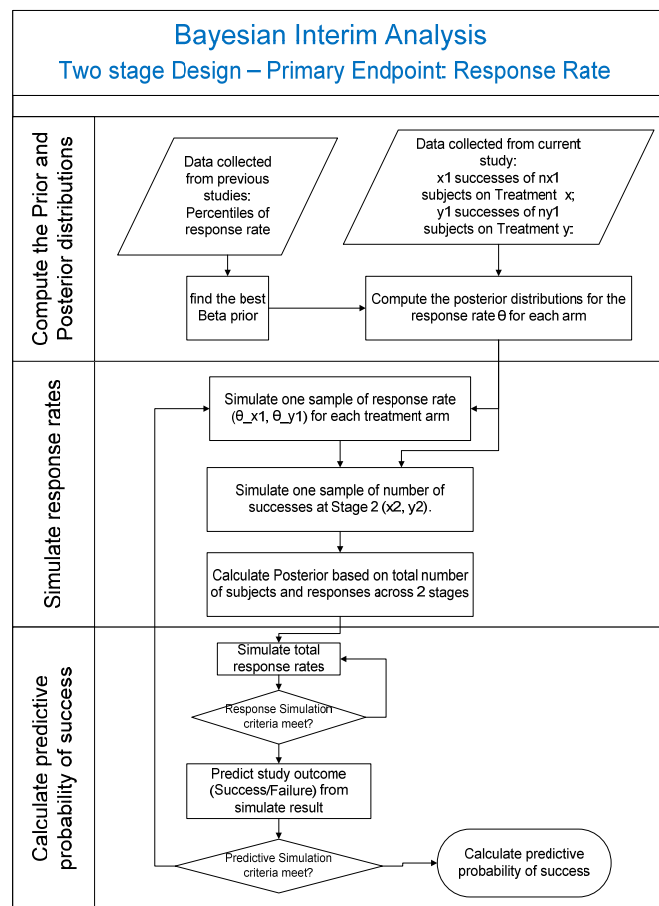 Bayesian Interim Analysis
Two stage Design – Primary Endpoint: Response Rate
Compute the Prior and
Posterior distributions
Data collected
from previous
studies:
Percentiles of
response rate
Data collected from current
study:
x1 successes of nx1
subjects on Treatment x;
y1 successes of ny1
subjects on Treatment y:
find the best
Beta prior
Compute the posterior distributions for the
response rate θ for each arm
Simulate response rates
Simulate one sample of response rate
(θ_x1, θ_y1) for each treatment arm
Simulate one sample of number of
successes at Stage 2 (x2, y2).
Calculate Posterior based on total number
of subjects and responses across 2 stages
Calculate predictive
probability of success
Simulate total
response rates
Response Simulation
criteria meet?
Predict study outcome
(Success/Failure) from
simulate result
Predictive Simulation
criteria meet?
Calculate predictive
probability of success